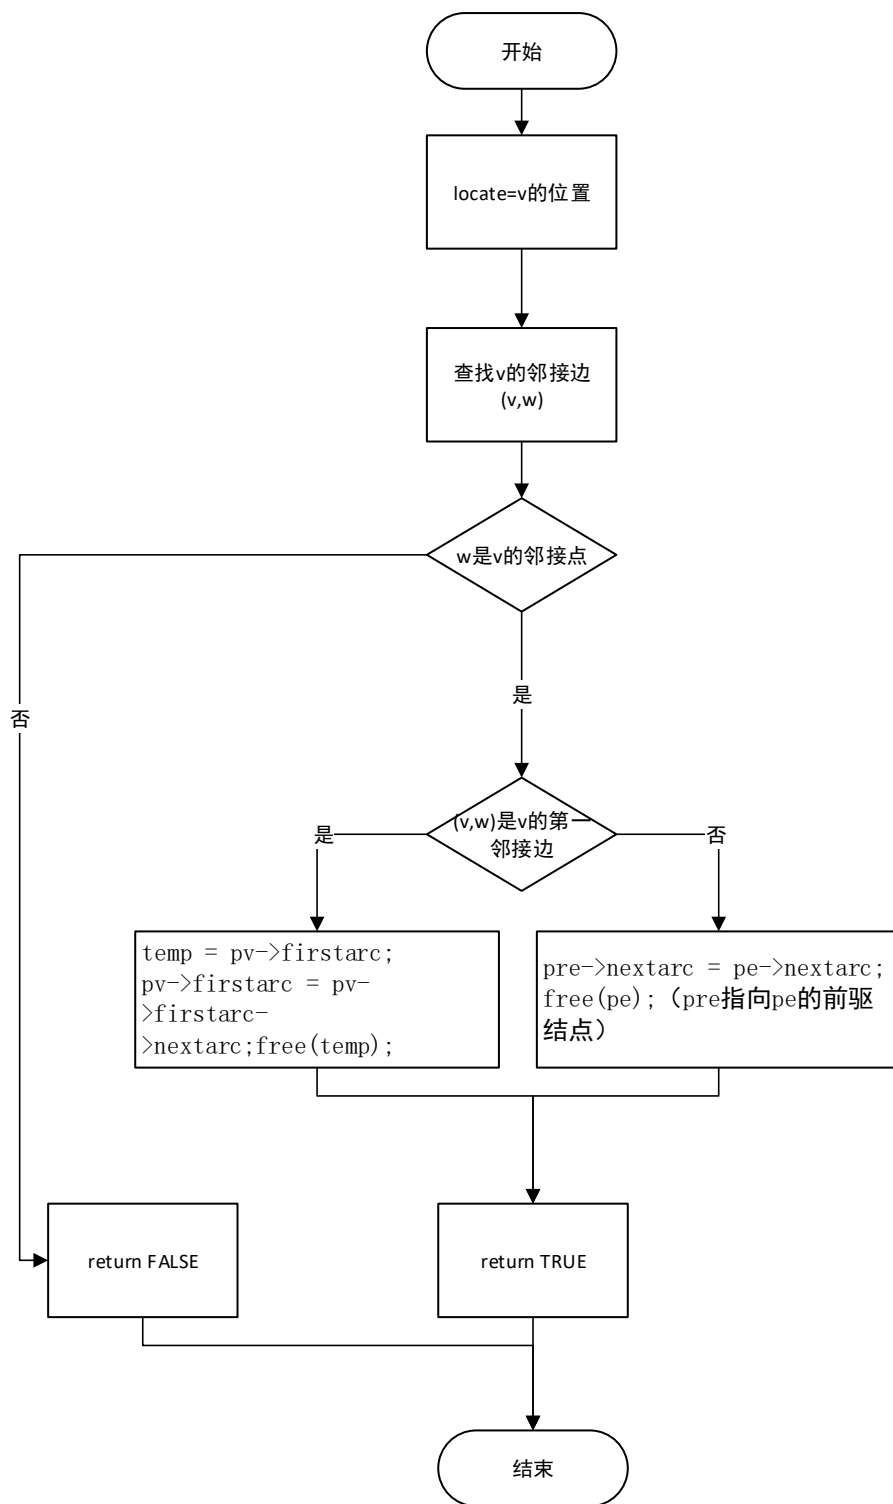 开始
locate=v的位置
查找v的邻接边
(v,w)
w是v的邻接点
是
否
(v,w)是v的第一
邻接边
是
否
temp = pv->firstarc;
pv->firstarc = pv-
>firstarc-
>nextarc;free(temp);
pre->nextarc = pe->nextarc;
free(pe);（pre指向pe的前驱
结点）
return FALSE
return TRUE
结束